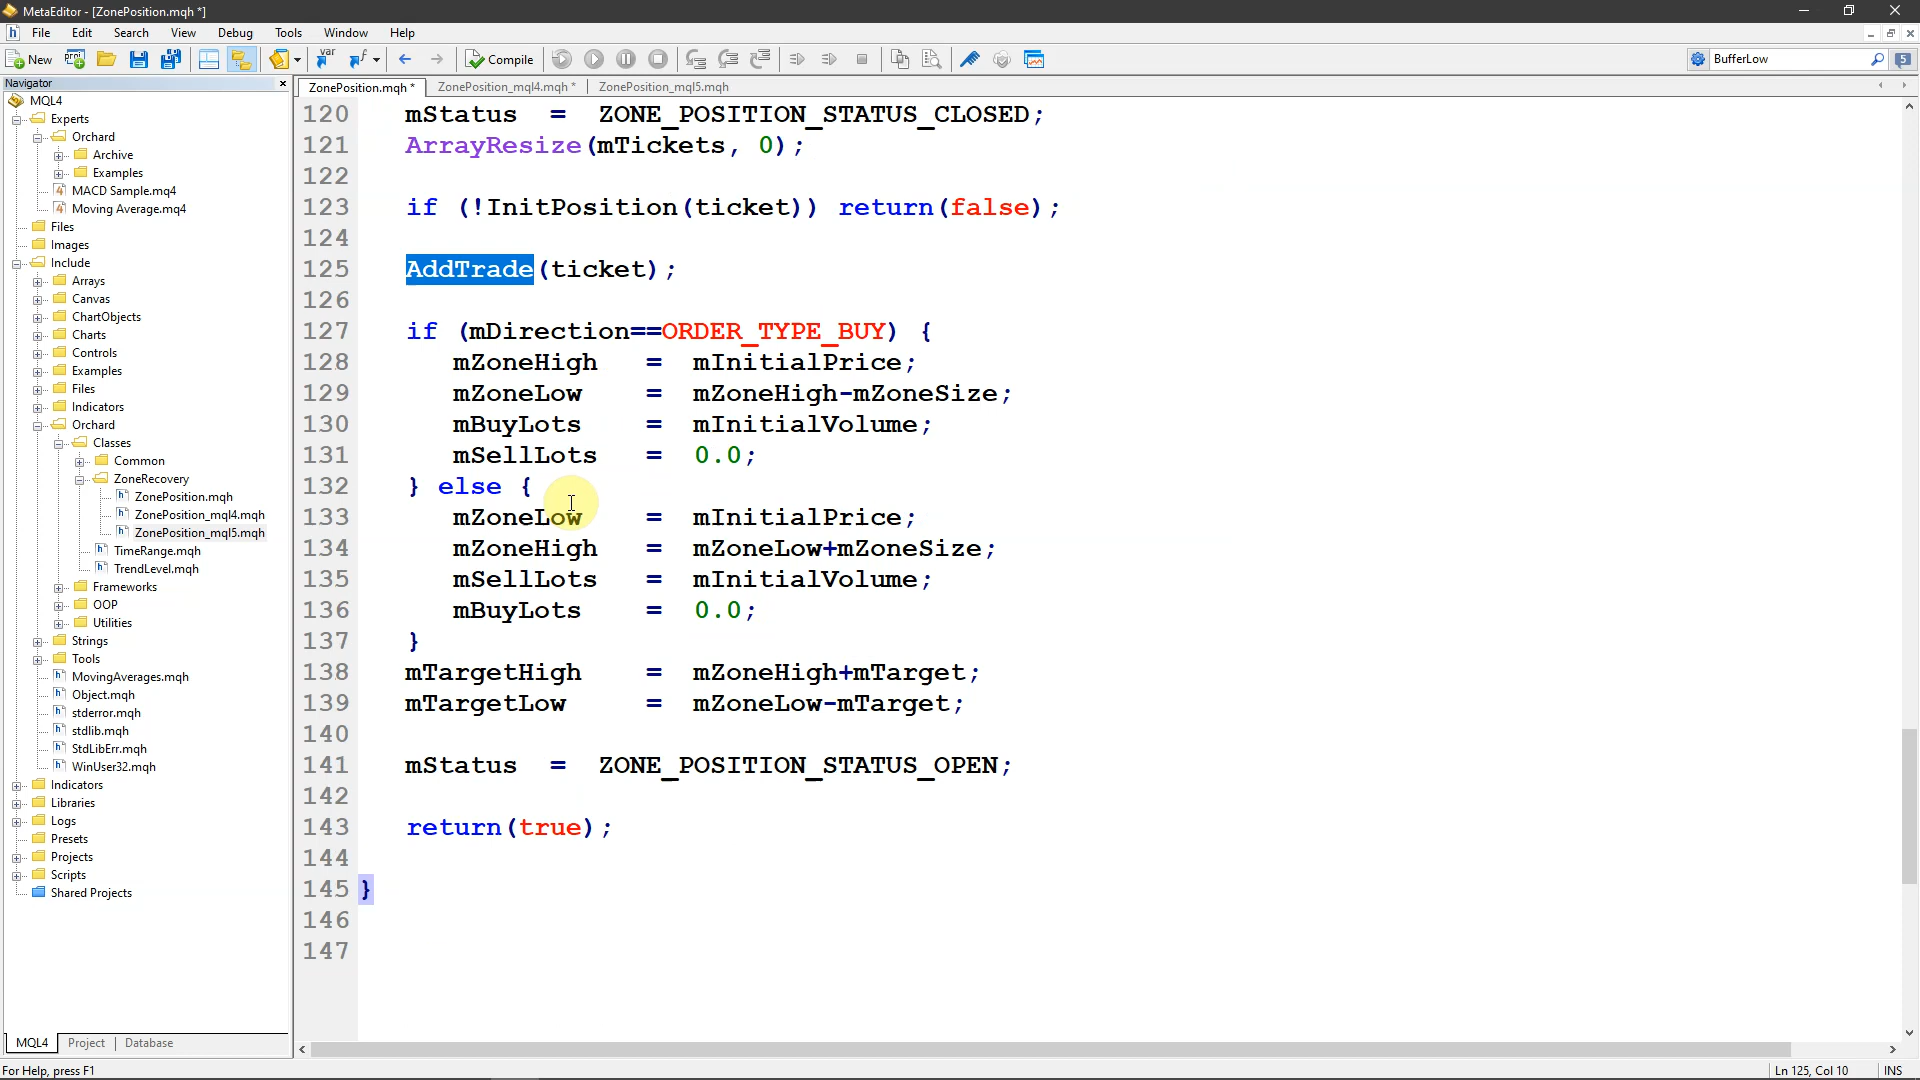 MetaEditor - [ZonePosition.mqh *]
File Edit Search View Debug Tools Window Help
New var f Compile BufferLow 5
Navigator
ZonePosition.mqh * ZonePosition_mql4.mqh * ZonePosition_mql5.mqh
MQL4
Experts
Orchard
Archive
Examples
MACD Sample.mq4
Moving Average.mq4
Files
Images
Include
Arrays
Canvas
ChartObjects
Charts
Controls
Examples
Files
Indicators
Orchard
Classes
Common
ZoneRecovery
ZonePosition.mqh
ZonePosition_mql4.mqh
ZonePosition_mql5.mqh
TimeRange.mqh
TrendLevel.mqh
Frameworks
OOP
Utilities
Strings
Tools
MovingAverages.mqh
Object.mqh
stderror.mqh
stdlib.mqh
StdLibErr.mqh
WinUser32.mqh
Indicators
Libraries
Logs
Presets
Projects
Scripts
Shared Projects
MQL4 Project Database
120 mStatus = ZONE_POSITION_STATUS_CLOSED;
121 ArrayResize(mTickets, 0);
122
123 if (!InitPosition(ticket)) return(false);
124
125 AddTrade(ticket);
126
127 if (mDirection==ORDER_TYPE_BUY) {
128 mZoneHigh = mInitialPrice;
129 mZoneLow = mZoneHigh-mZoneSize;
130 mBuyLots = mInitialVolume;
131 mSellLots = 0.0;
132 } else {
133 mZoneLow = mInitialPrice;
134 mZoneHigh = mZoneLow+mZoneSize;
135 mSellLots = mInitialVolume;
136 mBuyLots = 0.0;
137 }
138 mTargetHigh = mZoneHigh+mTarget;
139 mTargetLow = mZoneLow-mTarget;
140
141 mStatus = ZONE_POSITION_STATUS_OPEN;
142
143 return(true);
144
145 }
146
147
For Help, press F1 Ln 125, Col 10 INS